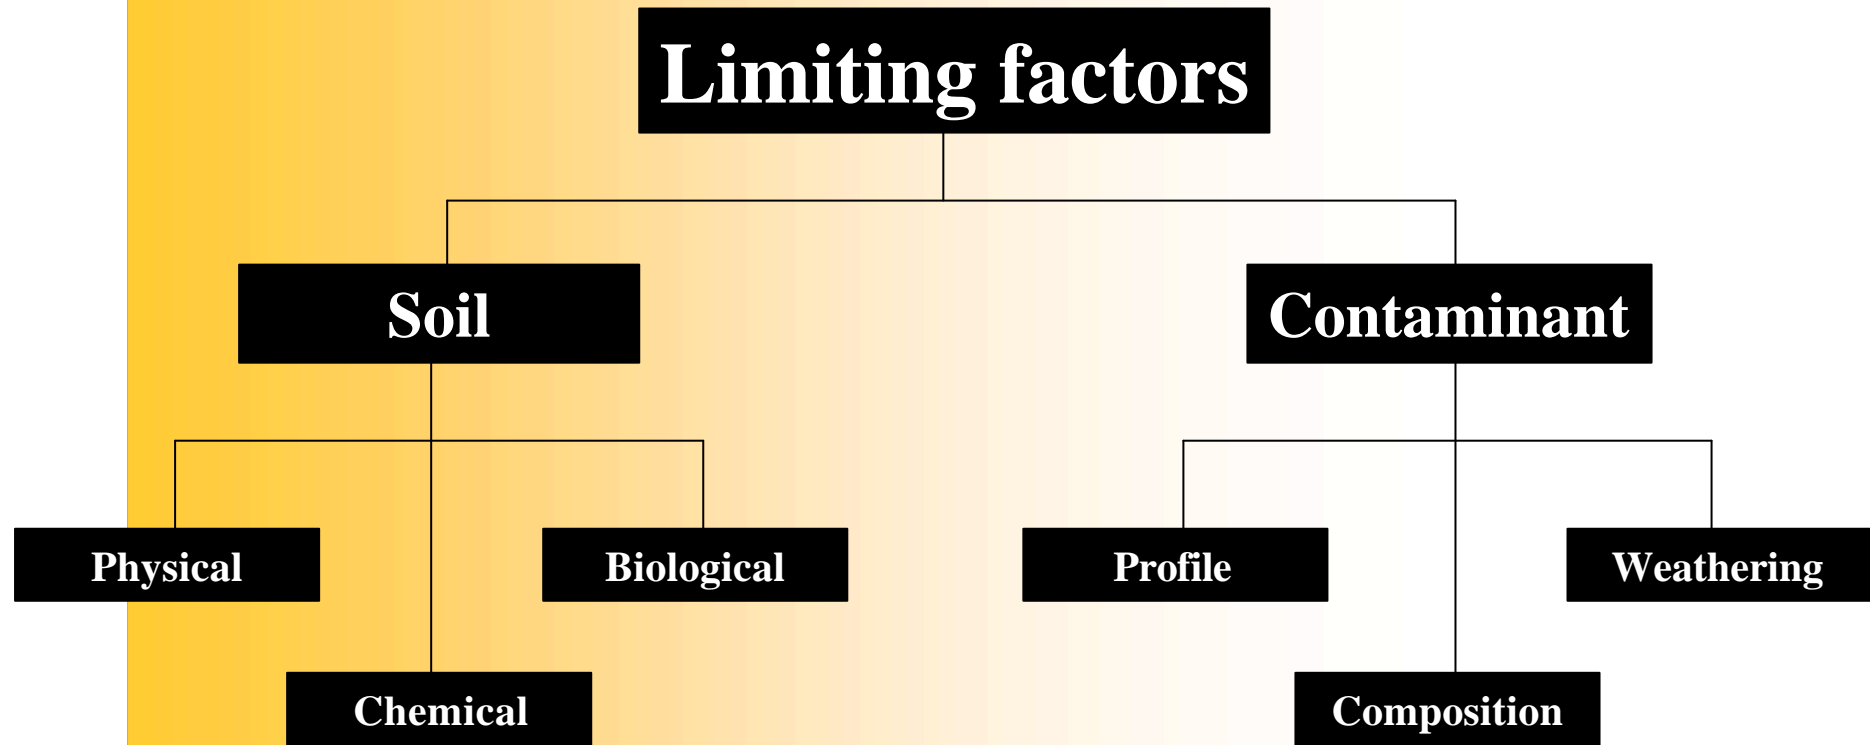 Limiting factors
Soil
Contaminant
Physical
Biological
Profile
Weathering
Chemical
Composition